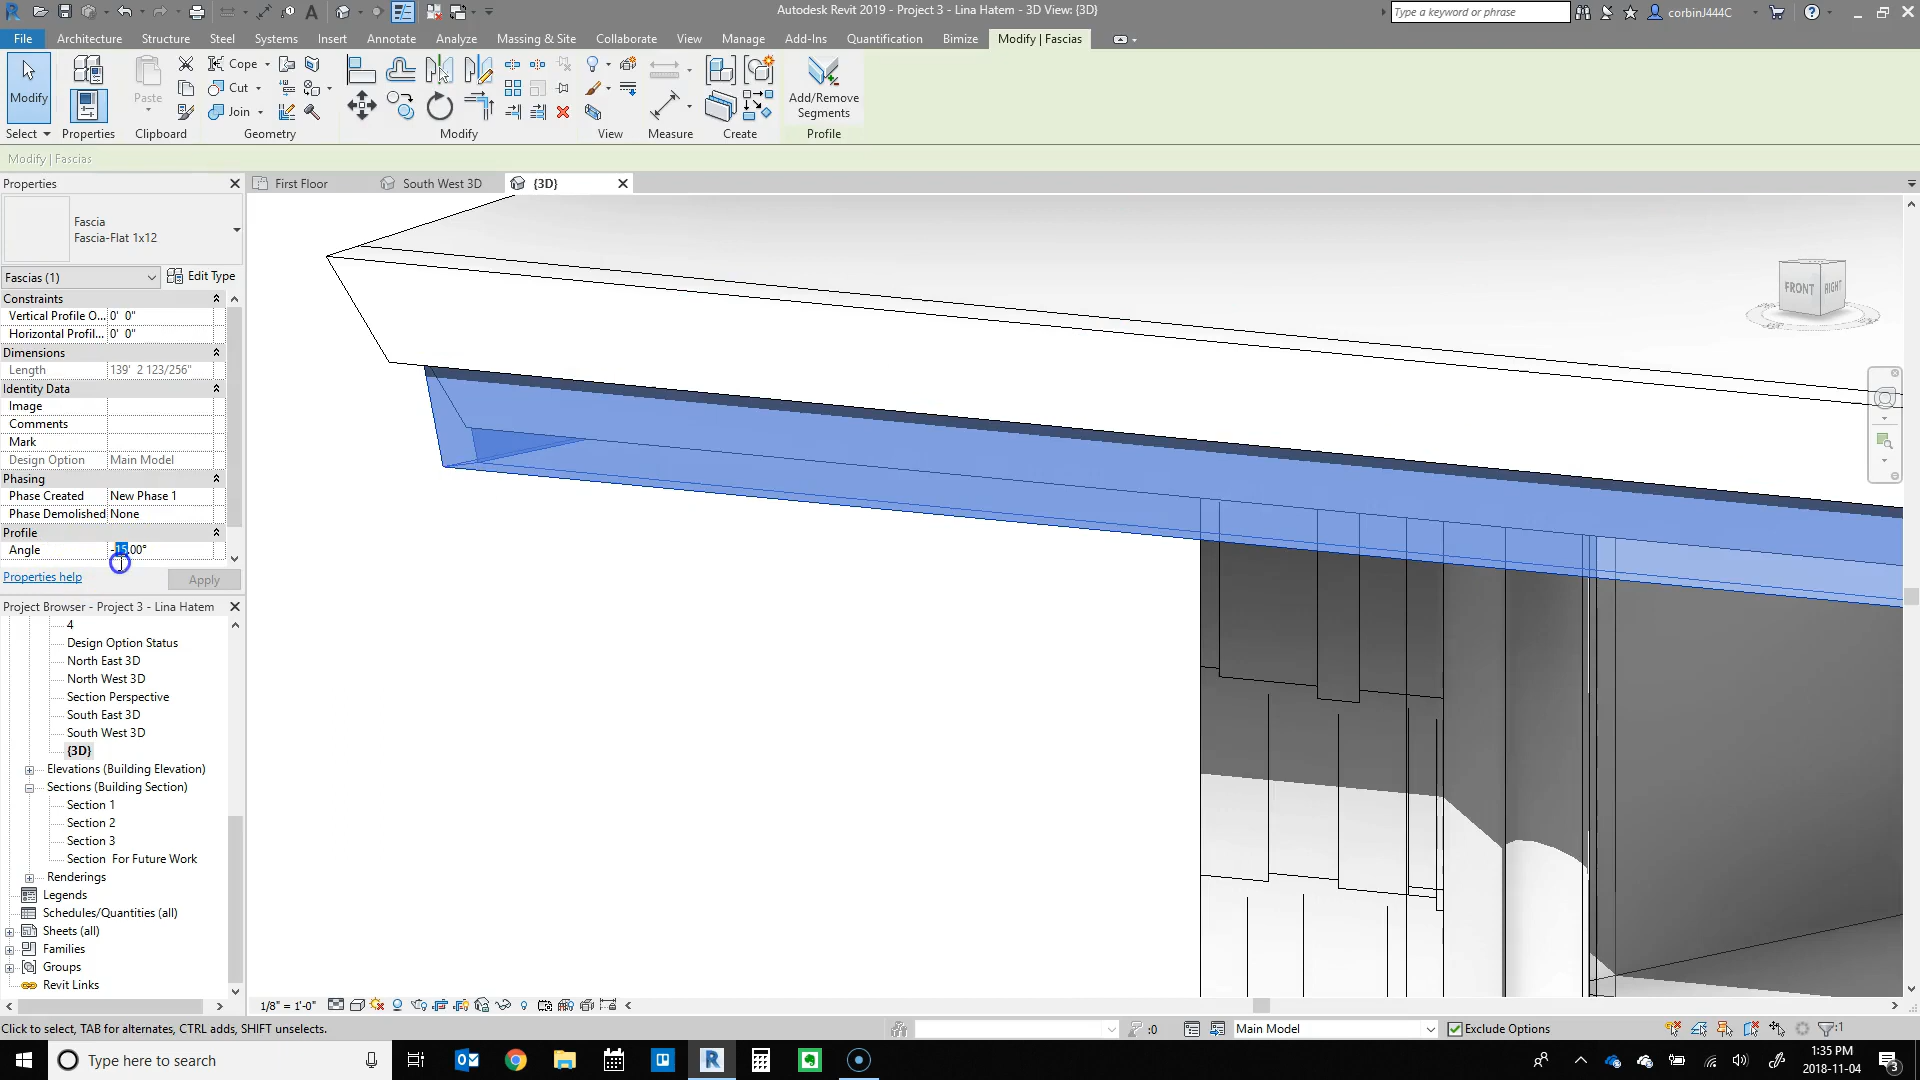 Autodesk Revit 2019 - Project 3 - Lina Hatem - 3D View: {3D}
Type a keyword or phrase
corbinJ444C
File Architecture Structure Steel Systems Insert Annotate Analyze Massing & Site Collaborate View Manage Add-Ins Quantification Bimize Modify | Fascias
Modify
Paste
Cope
Cut
Join
Add/Remove
Segments
Select Properties Clipboard Geometry Modify View Measure Create Profile
Modify | Fascias
Properties
First Floor
South West 3D
{3D}
Fascia
Fascia-Flat 1x12
Fascias (1)
Edit Type
Constraints
Vertical Profile O... 0' 0"
Horizontal Profil... 0' 0"
Dimensions
Length 139' 2 123/256"
Identity Data
Image
Comments
Mark
Design Option Main Model
Phasing
Phase Created New Phase 1
Phase Demolished None
Profile
Angle -15.00°
Properties help
Apply
FRONT
RIGHT
Project Browser - Project 3 - Lina Hatem
4
Design Option Status
North East 3D
North West 3D
Section Perspective
South East 3D
South West 3D
{3D}
Elevations (Building Elevation)
Sections (Building Section)
Section 1
Section 2
Section 3
Section For Future Work
Renderings
Legends
Schedules/Quantities (all)
Sheets (all)
Families
Groups
Revit Links
1/8" = 1'-0"
Click to select, TAB for alternates, CTRL adds, SHIFT unselects.
:0
Main Model
Exclude Options
:1
Type here to search
1:35 PM
2018-11-04
3